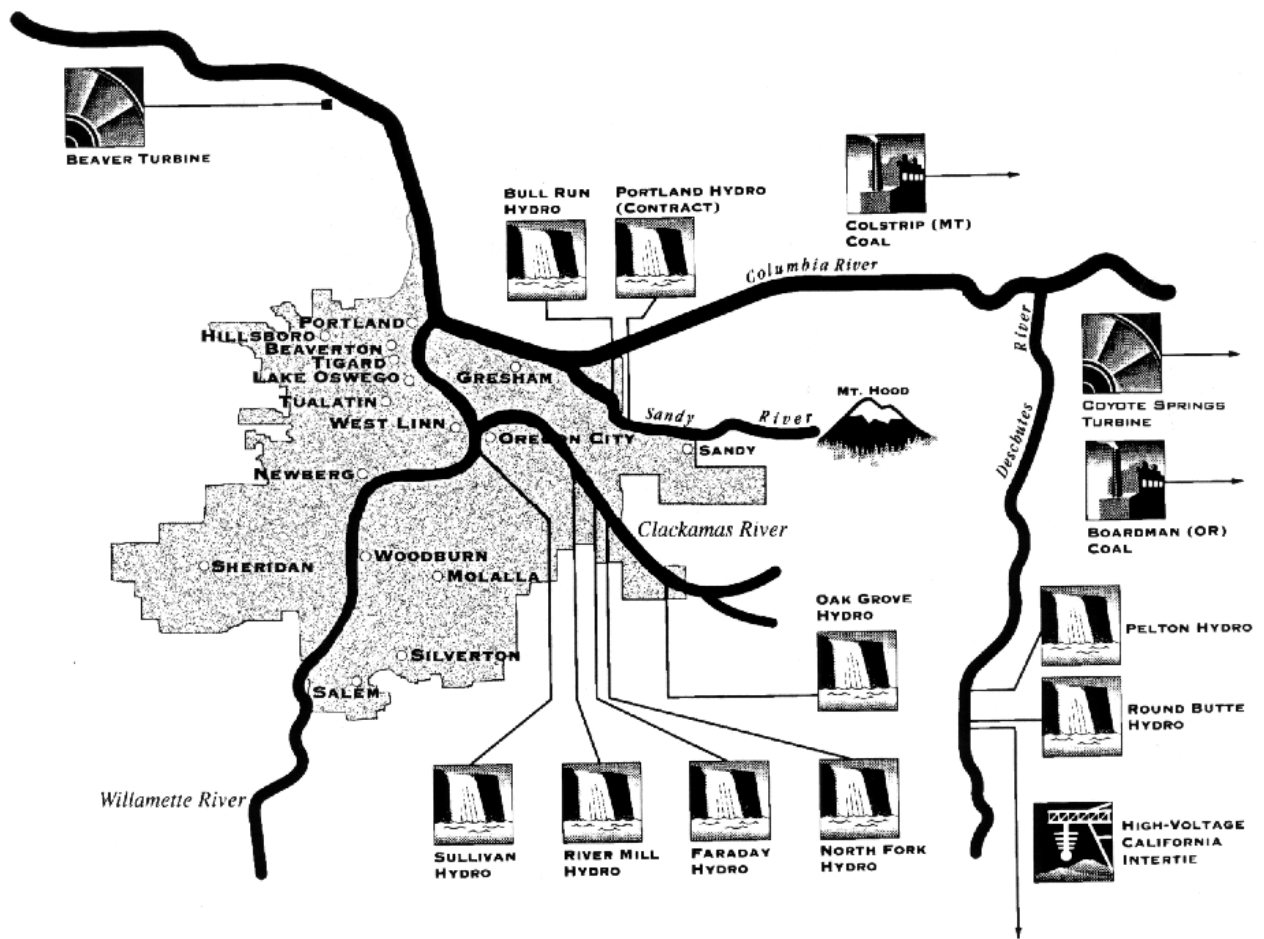 BEAVER TURBINE
BULL RUN
HYDRO
PORTLAND HYDRO
(CONTRACT)
COLSTRIP (MT)
COAL
Columbia River
PORTLAND
HILLSBORO
BEAVERTON
TIGARD
LAKE OSWEGO
GRESHAM
TUALATIN
WEST LINN
OREGON CITY
Sandy River
MT. HOOD
SANDY
NEWBERG
Deschutes River
COYOTE SPRINGS
TURBINE
BOARDMAN (OR)
COAL
Clackamas River
WOODBURN
SHERIDAN
MOLALLA
OAK GROVE
HYDRO
PELTON HYDRO
SILVERTON
SALEM
ROUND BUTTE
HYDRO
Willamette River
SULLIVAN
HYDRO
RIVER MILL
HYDRO
FARADAY
HYDRO
NORTH FORK
HYDRO
HIGH-VOLTAGE
CALIFORNIA
INTERTIE